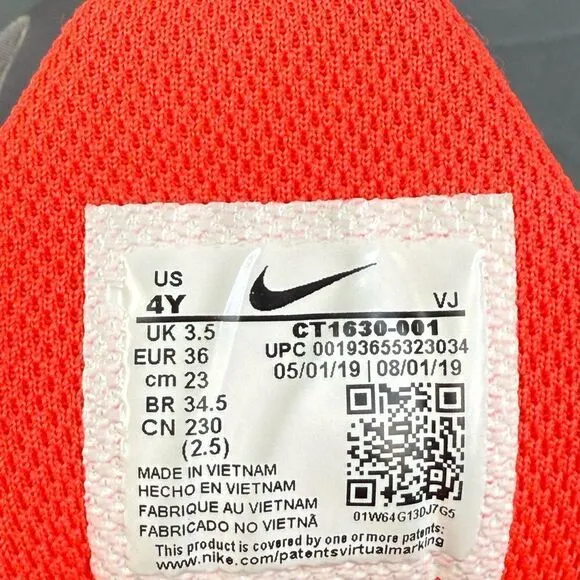 US
4Y
VJ
UK 3.5
CT1630-001
EUR 36
UPC 00193655323034
cm 23
05/01/19 | 08/01/19
BR 34.5
CN 230
(2.5)
MADE IN VIETNAM
HECHO EN VIETNAM
FABRIQUE AU VIETNAM
FABRICADO NO VIETNÃ
01W64G13DJ7G5
This product is covered by one or more patents:
www.nike.com/patentsvirtualmarking